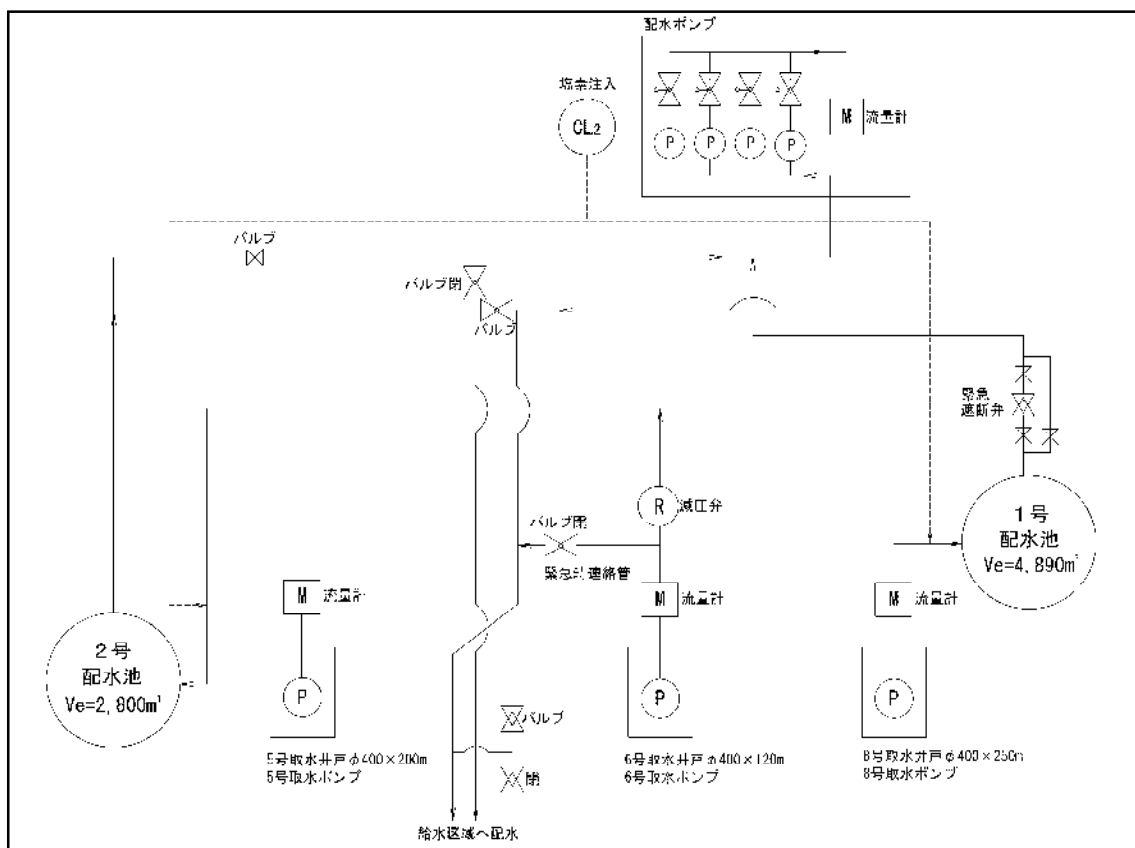 配水ポンプ
塩素注入
CL2
M 流量計
P P P P
バルブ
バルブ閉
バルブ
緊急
遮断弁
R 減圧弁
バルブ閉
1号
配水池
Ve=4,890m³
M 流量計
M 流量計
M 流量計
2号
配水池
Ve=2,800m³
P
P
P
バルブ
閉
5号取水井戸φ400×200m
5号取水ポンプ
6号取水井戸φ400×120m
6号取水ポンプ
8号取水井戸φ400×250m
8号取水ポンプ
給水区域へ配水